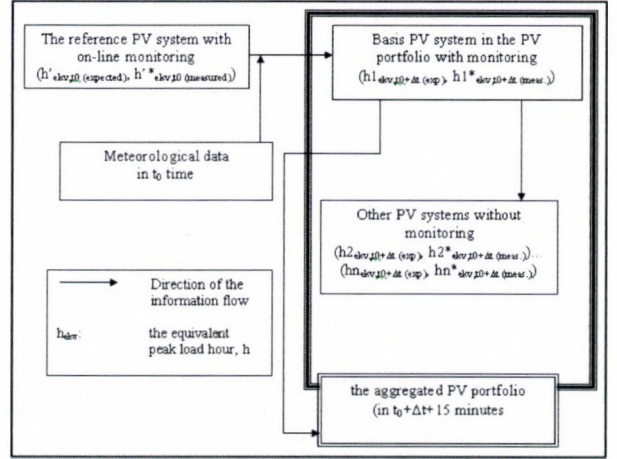 The reference PV system with
on-line monitoring
(h'ekv,t0 (expected), h'*ekv,t0 (measured))
Basis PV system in the PV
portfolio with monitoring
(h1ekv,t0+Δt (exp), h1*ekv,t0+Δt (meas.))
Meteorological data
in t0 time
Other PV systems without
monitoring
(h2ekv,t0+Δt (exp), h2*ekv,t0+Δt (meas.))...
(hnekv,t0+Δt (exp), hn*ekv,t0+Δt (meas.))
Direction of the
information flow
hekv: the equivalent
peak load hour, h
the aggregated PV portfolio
(in t0+Δt+15 minutes